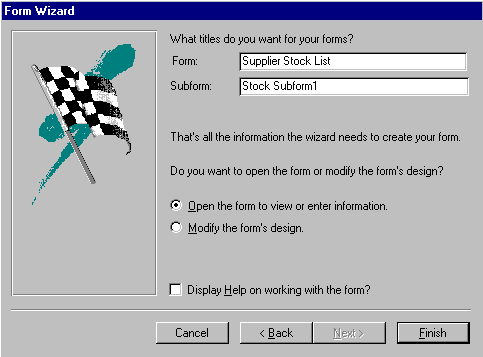 Form Wizard
What titles do you want for your forms?
Form: Supplier Stock List
Subform: Stock Subform1
That's all the information the wizard needs to create your form.
Do you want to open the form or modify the form's design?
Open the form to view or enter information.
Modify the form's design.
Display Help on working with the form?
Cancel < Back Next > Finish